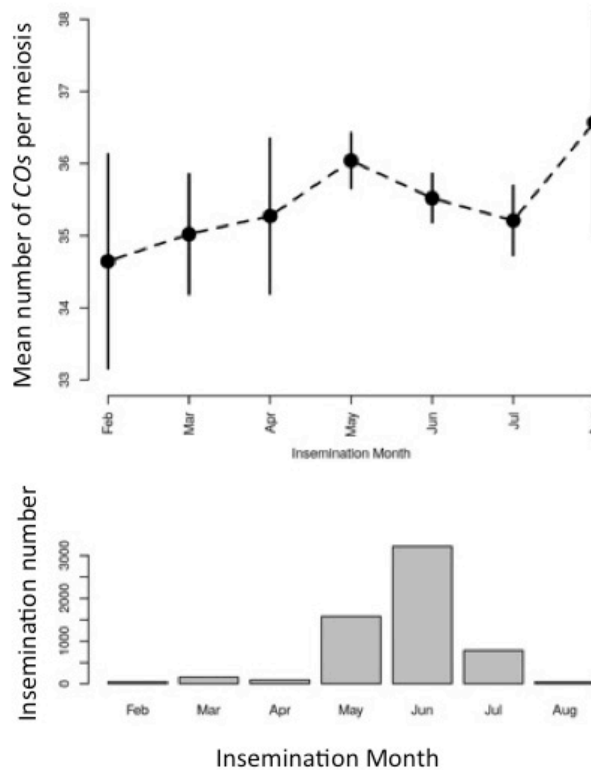 Mean number of COs per meiosis
38
37
36
35
34
33
Feb
Mar
Apr
May
Jun
Jul
Insemination Month
Insemination number
3000
2000
1000
0
Feb
Mar
Apr
May
Jun
Jul
Aug
Insemination Month